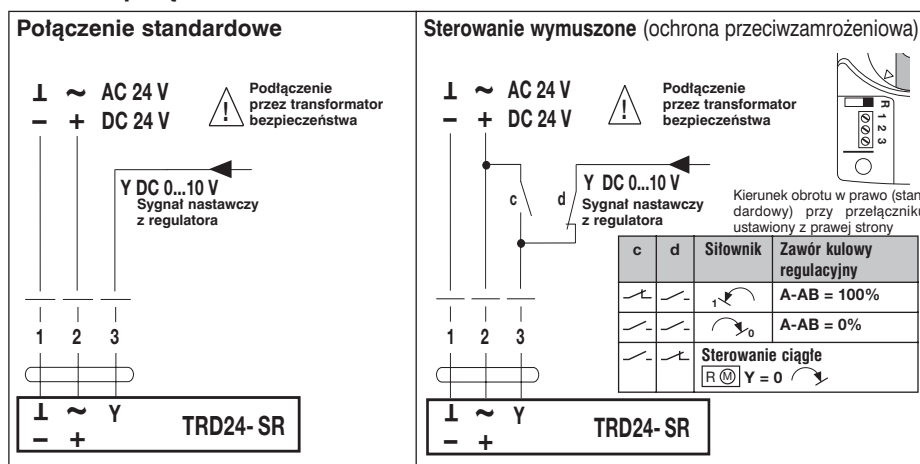 Połączenie standardowe
⊥ ~ AC 24 V
– + DC 24 V
! Podłączenie
przez transformator
bezpieczeństwa
Y DC 0...10 V
Sygnał nastawczy
z regulatora
1 2 3
⊥ ~ Y
– +
TRD24- SR
Sterowanie wymuszone (ochrona przeciwzamrożeniowa)
⊥ ~ AC 24 V
– + DC 24 V
! Podłączenie
przez transformator
bezpieczeństwa
R 1 2 3
c d
Y DC 0...10 V
Sygnał nastawczy
z regulatora
Kierunek obrotu w prawo (stan-
dardowy) przy przełączniku
ustawiony z prawej strony
c d Siłownik Zawór kulowy
regulacyjny
1 A-AB = 100%
0 A-AB = 0%
Sterowanie ciągłe
R M Y = 0
1 2 3
⊥ ~ Y
– +
TRD24- SR